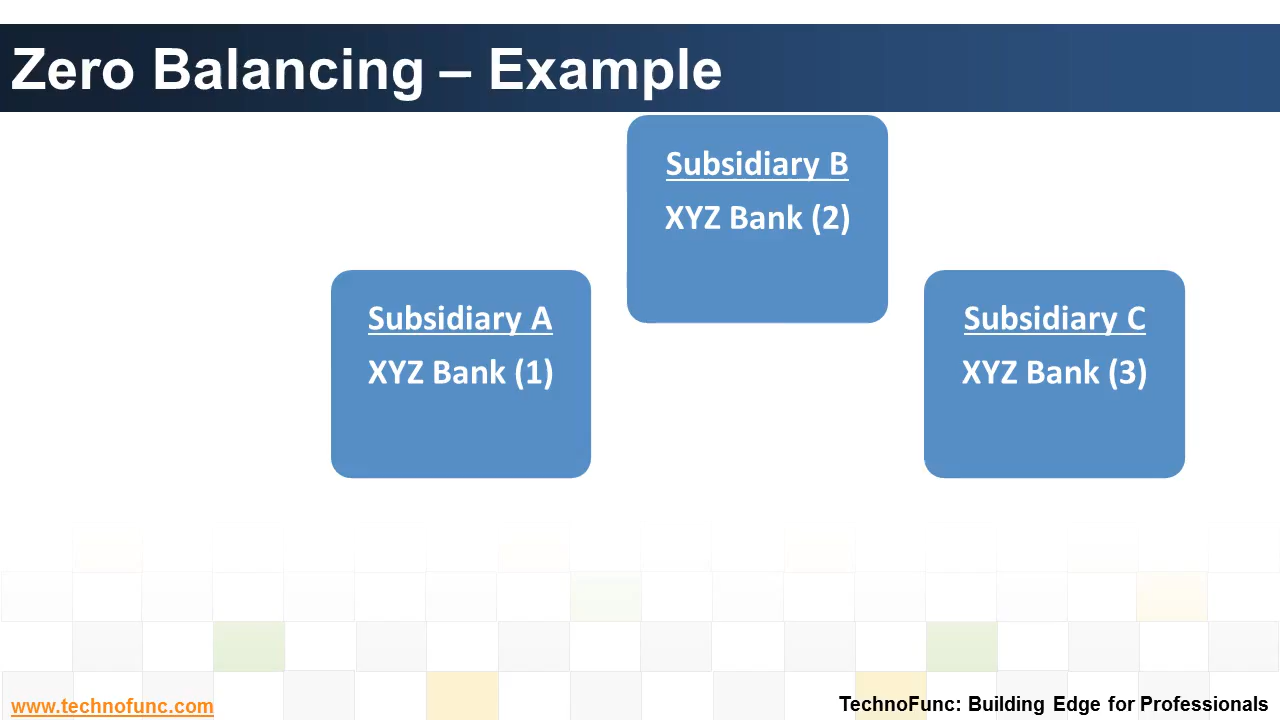 Zero Balancing – Example
Subsidiary B
XYZ Bank (2)
Subsidiary A
XYZ Bank (1)
Subsidiary C
XYZ Bank (3)
www.technofunc.com
TechnoFunc: Building Edge for Professionals